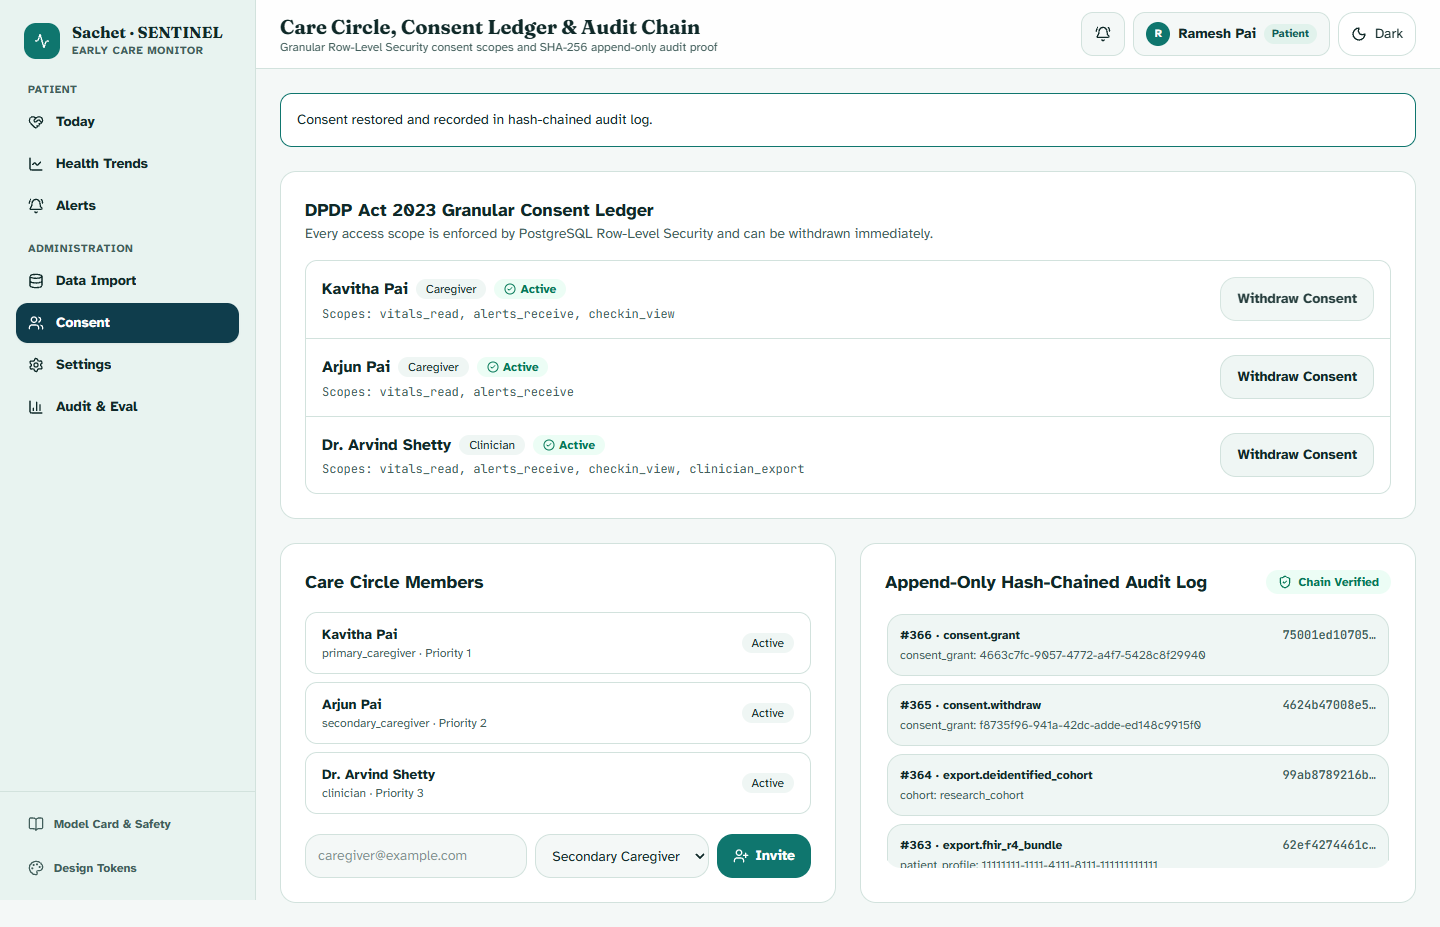 Sachet · SENTINEL
EARLY CARE MONITOR
PATIENT
Today
Health Trends
Alerts
ADMINISTRATION
Data Import
Consent
Settings
Audit & Eval
Model Card & Safety
Design Tokens
Care Circle, Consent Ledger & Audit Chain
Granular Row-Level Security consent scopes and SHA-256 append-only audit proof
R Ramesh Pai Patient
Dark
Consent restored and recorded in hash-chained audit log.
DPDP Act 2023 Granular Consent Ledger
Every access scope is enforced by PostgreSQL Row-Level Security and can be withdrawn immediately.
Kavitha Pai Caregiver Active
Scopes: vitals_read, alerts_receive, checkin_view
Withdraw Consent
Arjun Pai Caregiver Active
Scopes: vitals_read, alerts_receive
Withdraw Consent
Dr. Arvind Shetty Clinician Active
Scopes: vitals_read, alerts_receive, checkin_view, clinician_export
Withdraw Consent
Care Circle Members
Kavitha Pai
primary_caregiver · Priority 1
Active
Arjun Pai
secondary_caregiver · Priority 2
Active
Dr. Arvind Shetty
clinician · Priority 3
Active
caregiver@example.com
Secondary Caregiver
Invite
Append-Only Hash-Chained Audit Log
Chain Verified
#366 · consent.grant 75001ed10705…
consent_grant: 4663c7fc-9057-4772-a4f7-5428c8f29940
#365 · consent.withdraw 4624b47008e5…
consent_grant: f8735f96-941a-42dc-adde-ed148c9915f0
#364 · export.deidentified_cohort 99ab8789216b…
cohort: research_cohort
#363 · export.fhir_r4_bundle 62ef4274461c…
patient_profile: 11111111-1111-4111-8111-111111111111